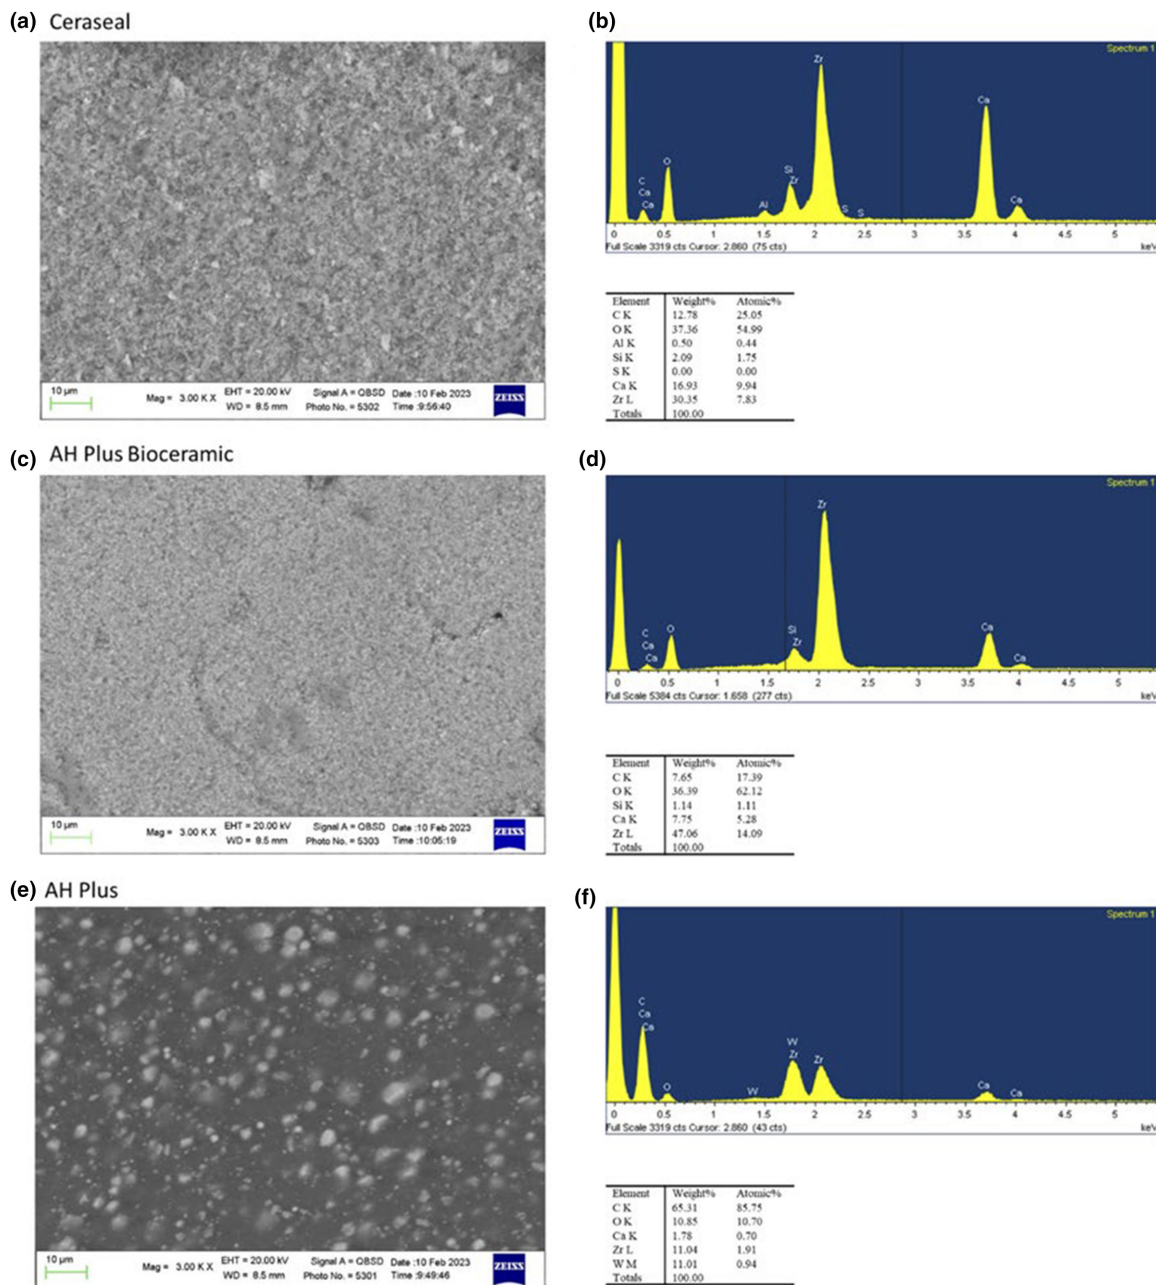 (a) Ceraseal
10 µm
Mag = 3.00 K X
EHT = 20.00 kV
WD = 8.5 mm
Signal A = QBSD
Photo No. = 5302
Date :10 Feb 2023
Time :9:56:40
ZEISS
(b)
Spectrum 1
C
Ca
Ca
O
Al
Si
Zr
Zr
S
S
Ca
Ca
0 0.5 1 1.5 2 2.5 3 3.5 4 4.5 5
Full Scale 3319 cts Cursor: 2.860 (75 cts)
keV
Element Weight% Atomic%
C K 12.78 25.05
O K 37.36 54.99
Al K 0.50 0.44
Si K 2.09 1.75
S K 0.00 0.00
Ca K 16.93 9.94
Zr L 30.35 7.83
Totals 100.00
(c) AH Plus Bioceramic
10 µm
Mag = 3.00 K X
EHT = 20.00 kV
WD = 8.5 mm
Signal A = QBSD
Photo No. = 5303
Date :10 Feb 2023
Time :10:05:19
ZEISS
(d)
Spectrum 1
C
Ca
Ca
O
Si
Zr
Zr
Ca
Ca
0 0.5 1 1.5 2 2.5 3 3.5 4 4.5 5
Full Scale 5384 cts Cursor: 1.658 (277 cts)
keV
Element Weight% Atomic%
C K 7.65 17.39
O K 36.39 62.12
Si K 1.14 1.11
Ca K 7.75 5.28
Zr L 47.06 14.09
Totals 100.00
(e) AH Plus
10 µm
Mag = 3.00 K X
EHT = 20.00 kV
WD = 8.5 mm
Signal A = QBSD
Photo No. = 5301
Date :10 Feb 2023
Time :9:49:46
ZEISS
(f)
Spectrum 1
C
Ca
Ca
O
W
W
Zr
Zr
Ca
Ca
0 0.5 1 1.5 2 2.5 3 3.5 4 4.5 5
Full Scale 3319 cts Cursor: 2.860 (43 cts)
keV
Element Weight% Atomic%
C K 65.31 85.75
O K 10.85 10.70
Ca K 1.78 0.70
Zr L 11.04 1.91
W M 11.01 0.94
Totals 100.00